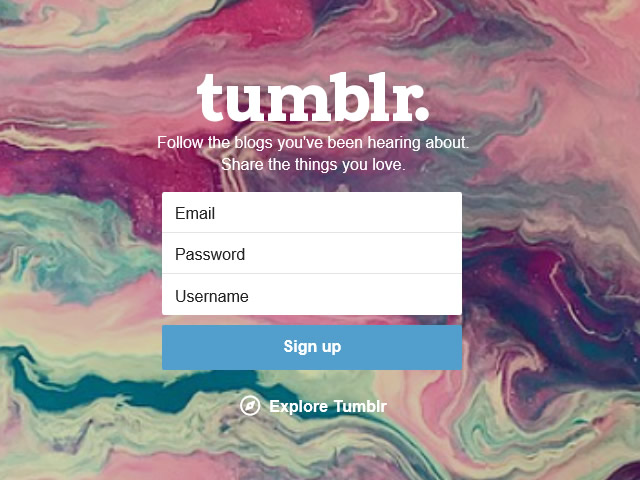 tumblr.
Follow the blogs you've been hearing about.
Share the things you love.
Email
Password
Username
Sign up
Explore Tumblr